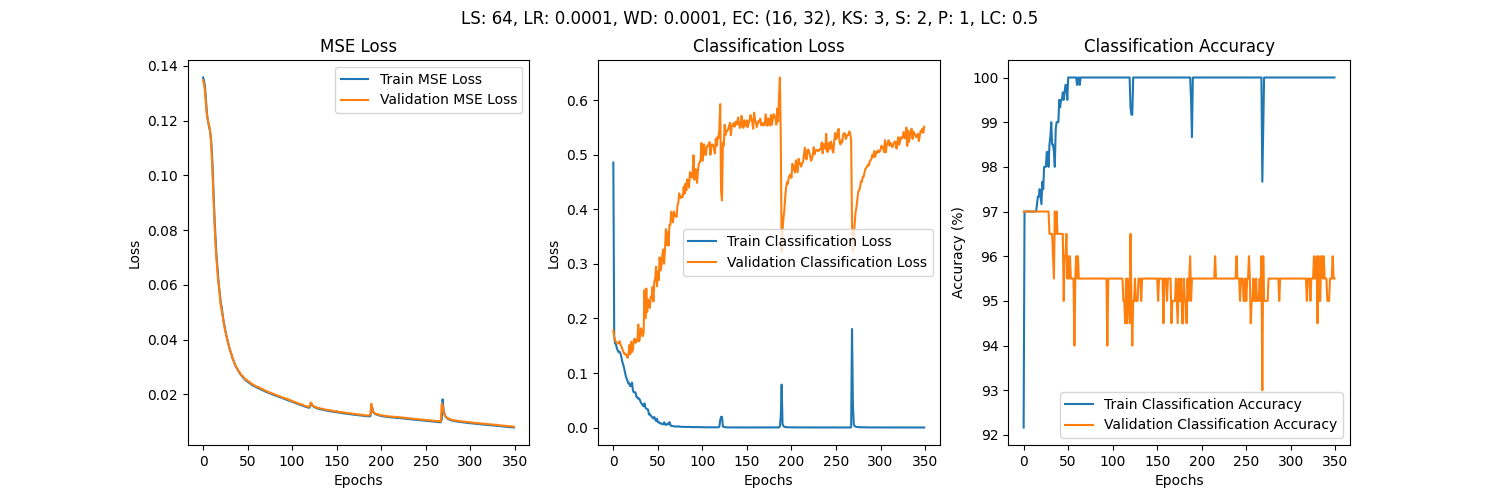 LS: 64, LR: 0.0001, WD: 0.0001, EC: (16, 32), KS: 3, S: 2, P: 1, LC: 0.5
MSE Loss
Loss
0.14
0.12
0.10
0.08
0.06
0.04
0.02
Train MSE Loss
Validation MSE Loss
0 50 100 150 200 250 300 350
Epochs
Classification Loss
Loss
0.6
0.5
0.4
0.3
0.2
0.1
0.0
Train Classification Loss
Validation Classification Loss
0 50 100 150 200 250 300 350
Epochs
Classification Accuracy
Accuracy (%)
100
99
98
97
96
95
94
93
92
Train Classification Accuracy
Validation Classification Accuracy
0 50 100 150 200 250 300 350
Epochs